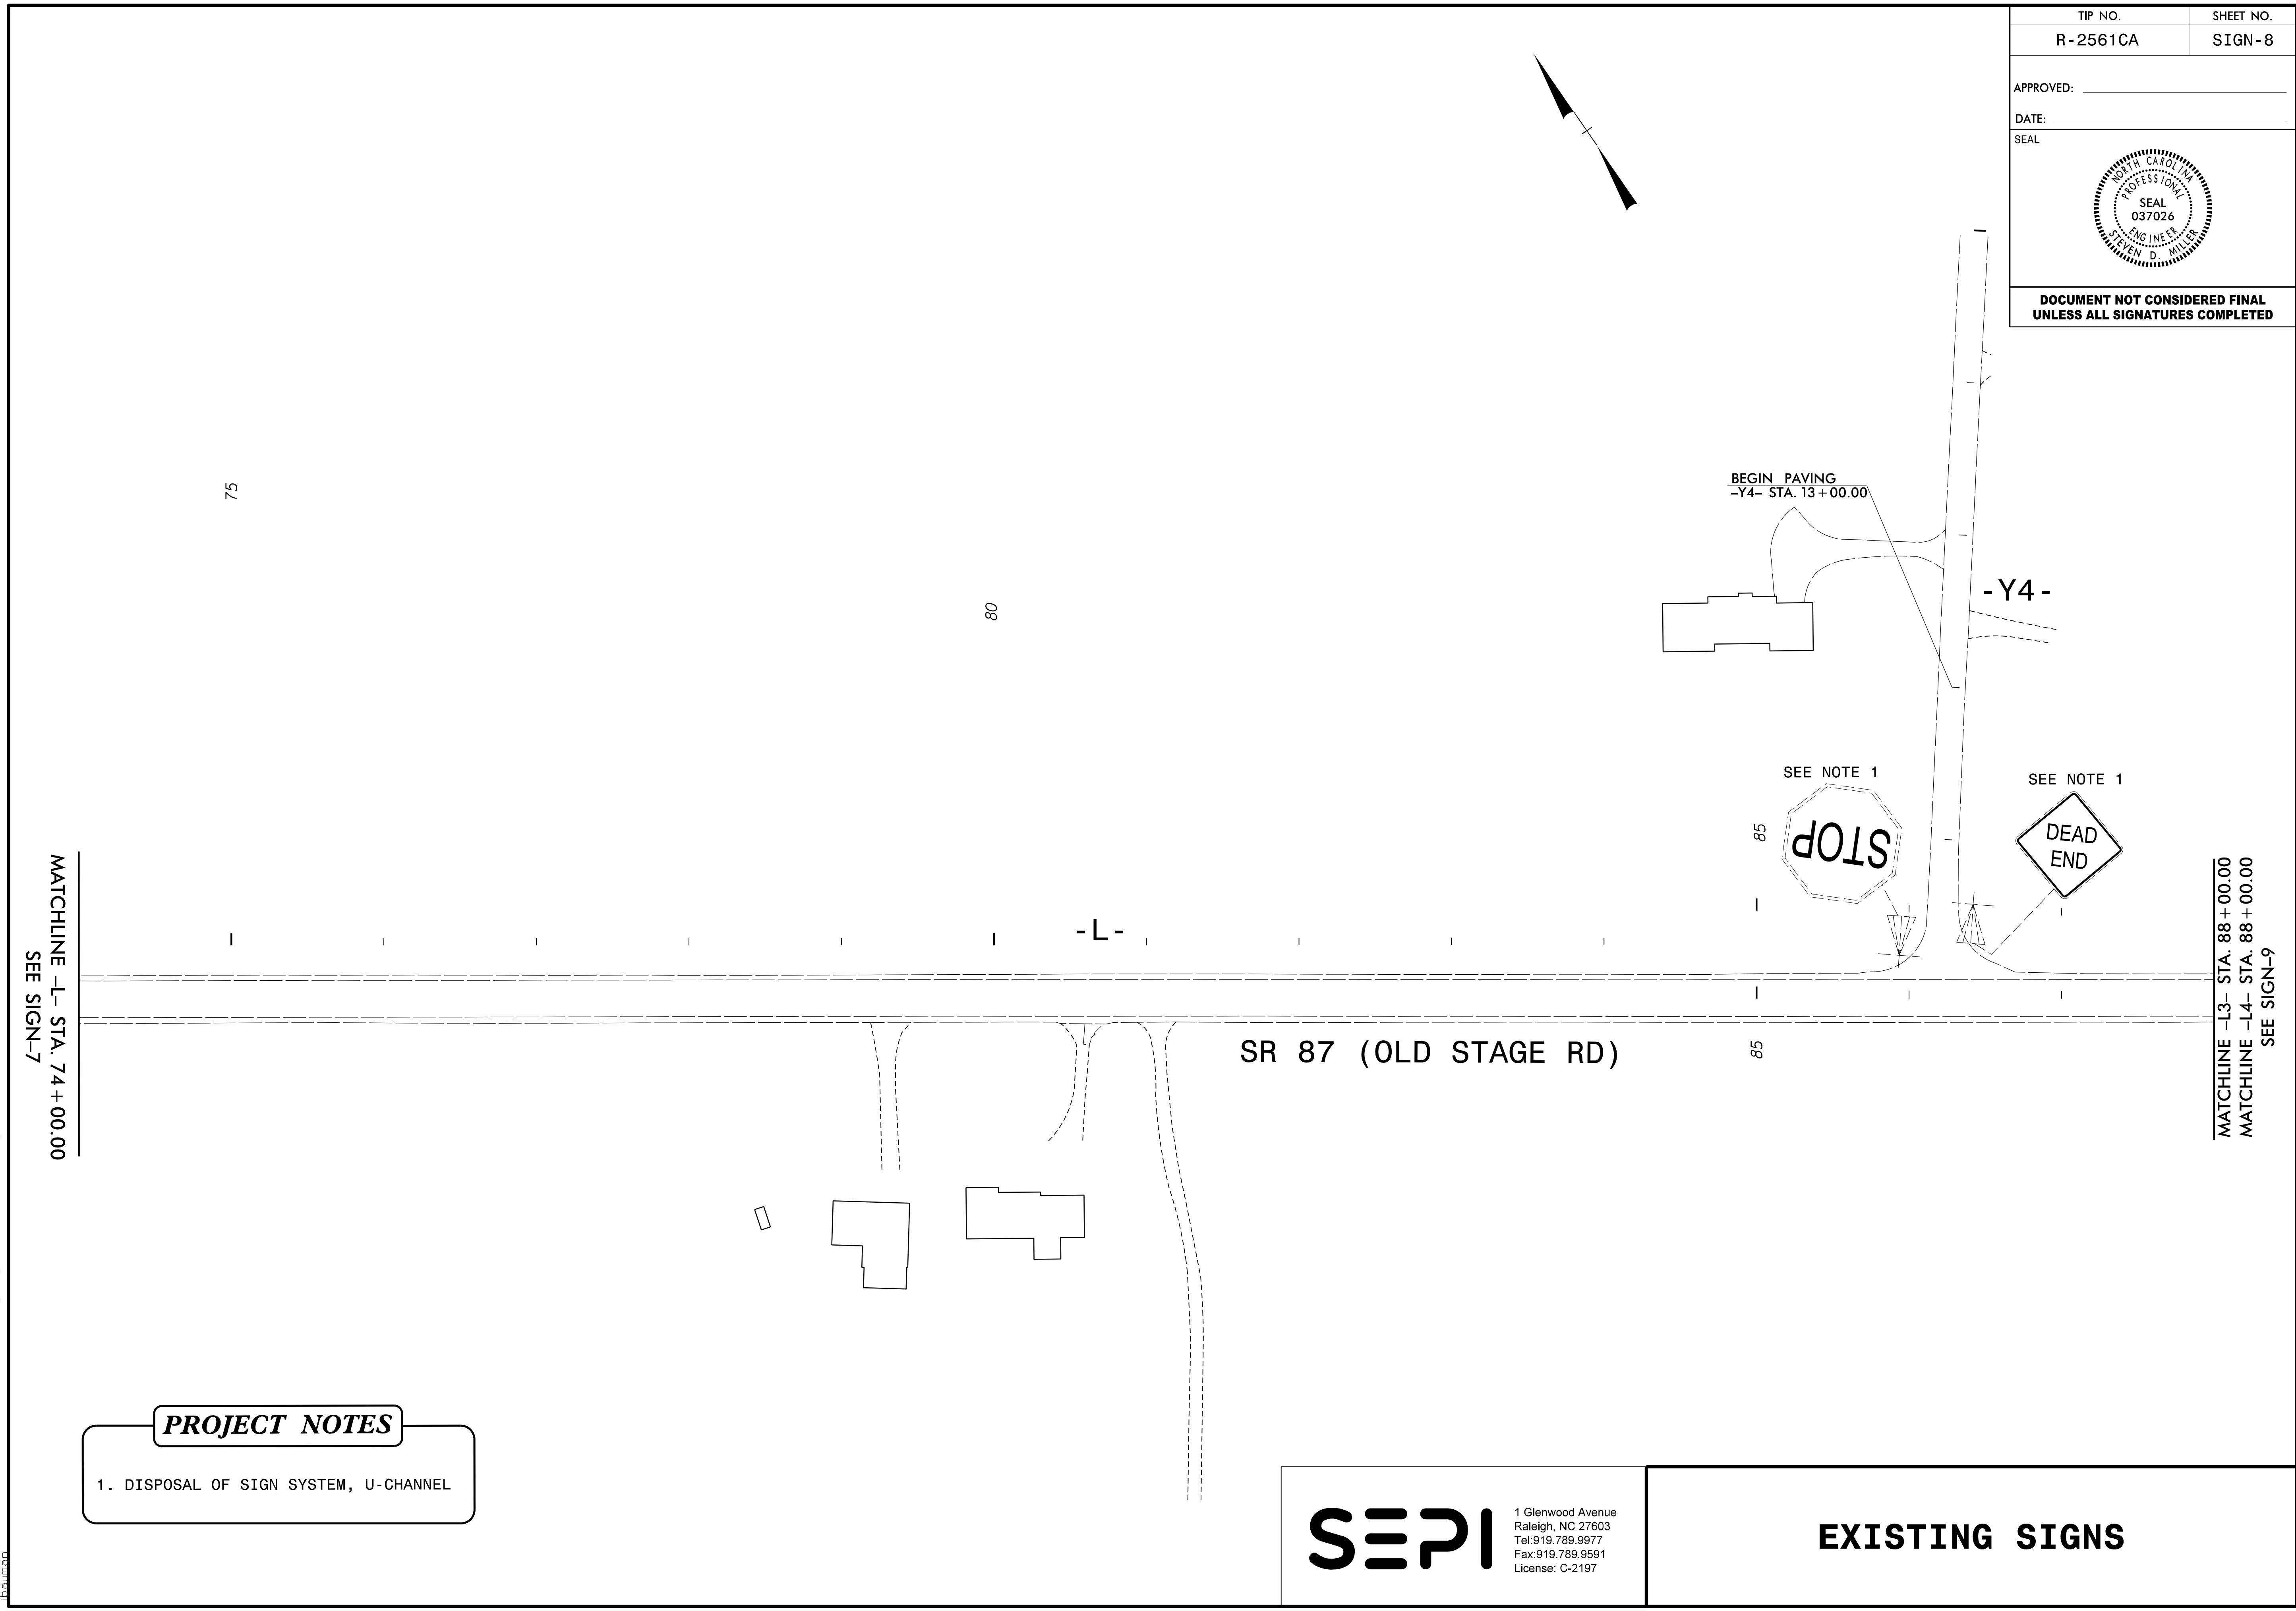 TIP NO.
SHEET NO.
R-2561CA
SIGN-8
APPROVED:
DATE:
SEAL
NORTH CAROLINA
PROFESSIONAL
SEAL
037026
ENGINEER
STEVEN D. MILLER
DOCUMENT NOT CONSIDERED FINAL
UNLESS ALL SIGNATURES COMPLETED
75
80
BEGIN PAVING
-Y4- STA. 13+00.00
-Y4-
SEE NOTE 1
STOP
85
SEE NOTE 1
DEAD
END
MATCHLINE -L- STA. 74+00.00
SEE SIGN-7
-L-
SR 87 (OLD STAGE RD)
85
MATCHLINE -L3- STA. 88+00.00
MATCHLINE -L4- STA. 88+00.00
SEE SIGN-9
PROJECT NOTES
1. DISPOSAL OF SIGN SYSTEM, U-CHANNEL
SEPI
1 Glenwood Avenue
Raleigh, NC 27603
Tel:919.789.9977
Fax:919.789.9591
License: C-2197
EXISTING SIGNS